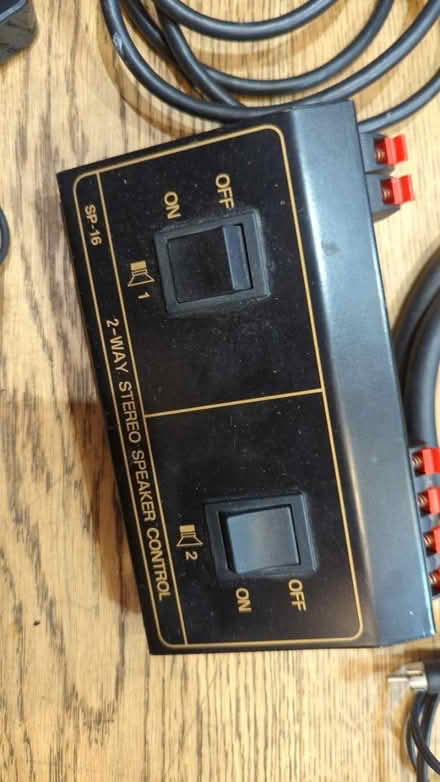 OFF
ON
1
OFF
ON
2
SP-16
2-WAY STEREO SPEAKER CONTROL